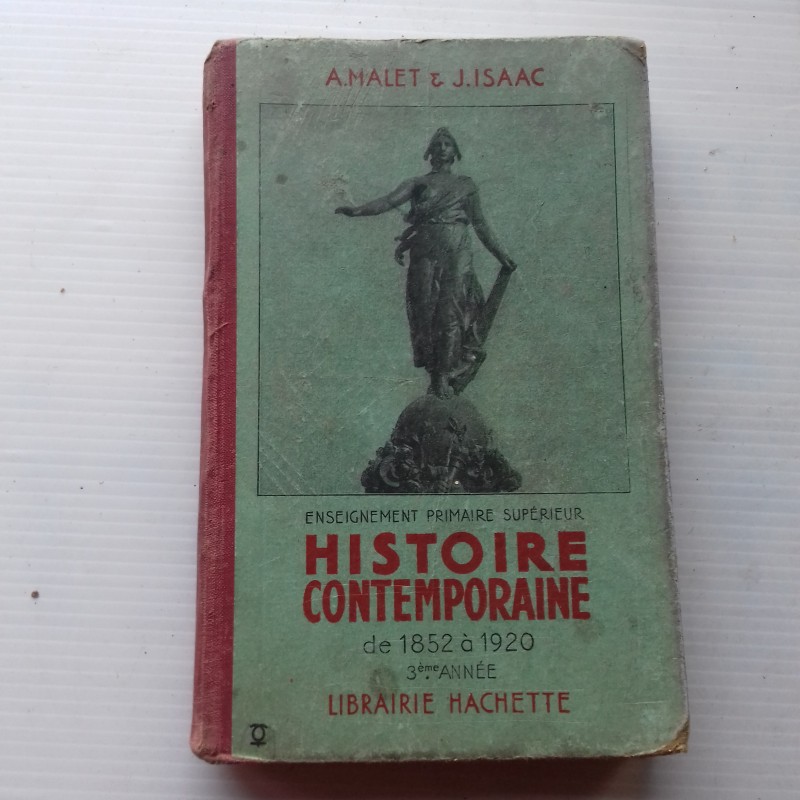 A. MALET & J. ISAAC
ENSEIGNEMENT PRIMAIRE SUPÉRIEUR
HISTOIRE
CONTEMPORAINE
de 1852 à 1920
3ème ANNÉE
LIBRAIRIE HACHETTE